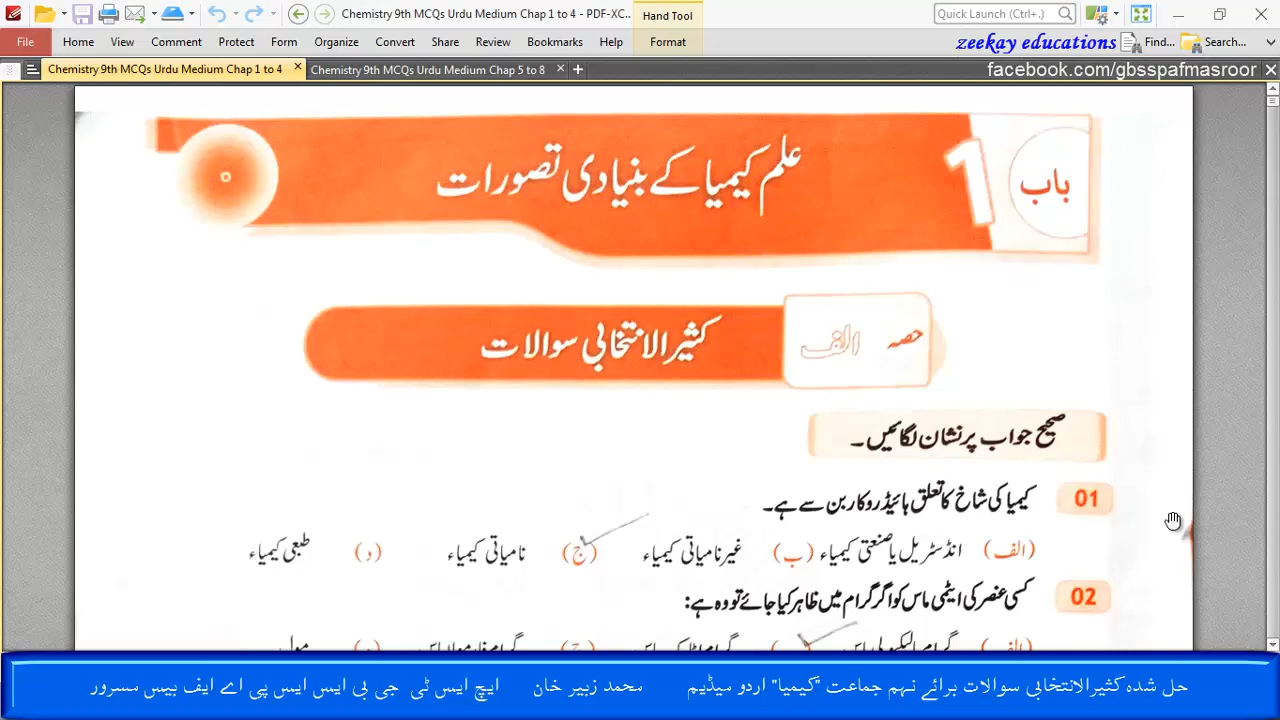 Chemistry 9th MCQs Urdu Medium Chap 1 to 4 - PDF-XC...
Hand Tool
Quick Launch (Ctrl+.)
File Home View Comment Protect Form Organize Convert Share Review Bookmarks Help Format
zeekay educations
Find... Search...
Chemistry 9th MCQs Urdu Medium Chap 1 to 4
Chemistry 9th MCQs Urdu Medium Chap 5 to 8
facebook.com/gbsspafmasroor
باب 1
علم کیمیا کے بنیادی تصورات
حصہ الف
کثیر الانتخابی سوالات
صحیح جواب پر نشان لگائیں۔
01 کیمیا کی شاخ کا تعلق ہائیڈروکاربن سے ہے۔
(الف) انڈسٹریل یا صنعتی کیمیاء (ب) غیر نامیاتی کیمیاء (ج) نامیاتی کیمیاء (د) طبعی کیمیاء
02 کسی عنصر کی ایٹمی ماس کو اگر گرام میں ظاہر کیا جائے تو وہ ہے:
حل شدہ کثیرالانتخابی سوالات برائے نہم جماعت "کیمیا" اردو میڈیم محمد زبیر خان ایچ ایس ٹی جی بی ایس ایس پی اے ایف بیس مسرور